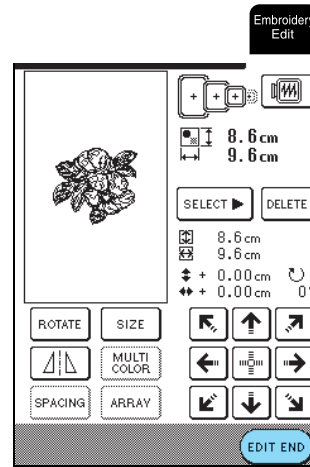 Embroidery
Edit
8.6cm
9.6cm
SELECT ▶ DELETE
8.6cm
9.6cm
+ 0.00cm
+ 0.00cm 0°
ROTATE SIZE
MULTI
COLOR
SPACING ARRAY
EDIT END